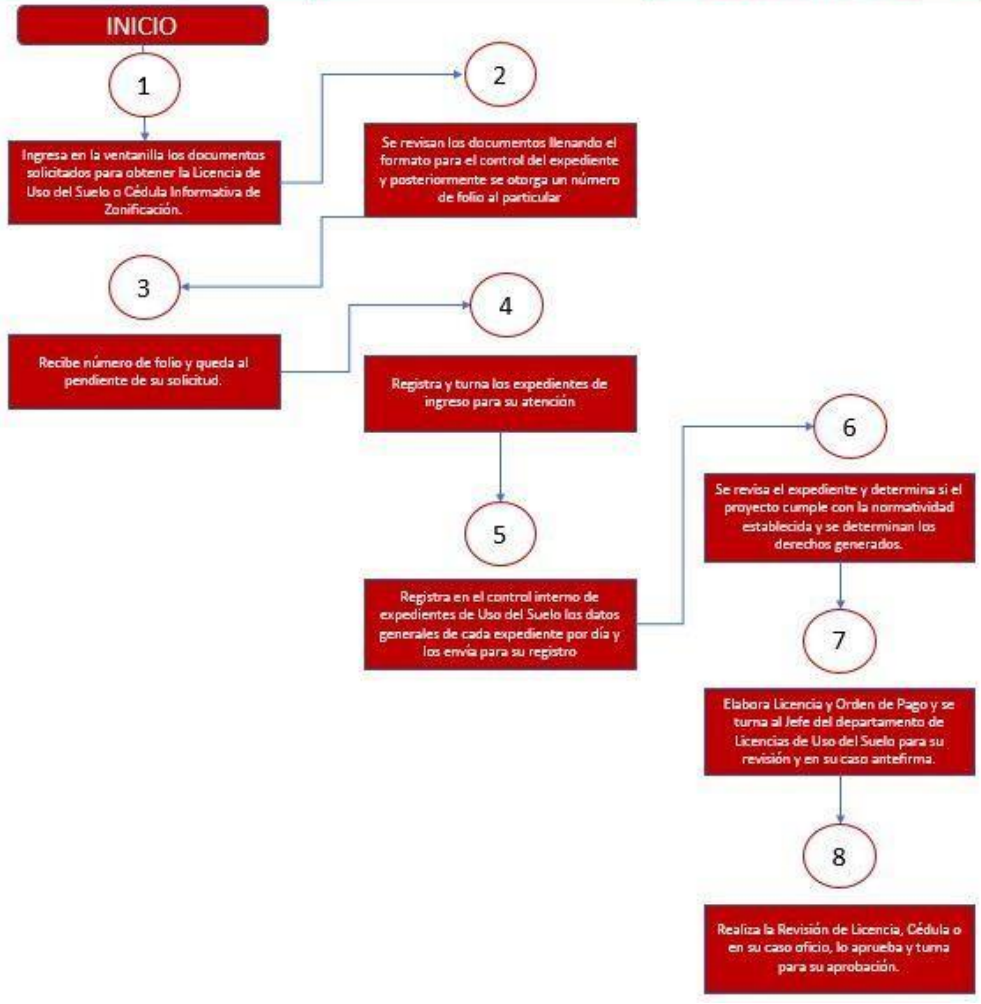 INICIO
1
Ingresa en la ventanilla los documentos
solicitados para obtener la Licencia de
Uso del Suelo o Cédula Informativa de
Zonificación.
2
Se revisan los documentos llenando el
formato para el control del expediente
y posteriormente se otorga un número
de folio al particular
3
Recibe número de folio y queda al
pendiente de su solicitud.
4
Registra y turna los expedientes de
ingreso para su atención
5
Registra en el control interno de
expedientes de Uso del Suelo los datos
generales de cada expediente por día y
los envía para su registro
6
Se revisa el expediente y determina si el
proyecto cumple con la normatividad
establecida y se determinan los
derechos generados.
7
Elabora Licencia y Orden de Pago y se
turna al Jefe del departamento de
Licencias de Uso del Suelo para su
revisión y en su caso antefirma.
8
Realiza la Revisión de Licencia, Cédula o
en su caso oficio, lo aprueba y turna
para su aprobación.